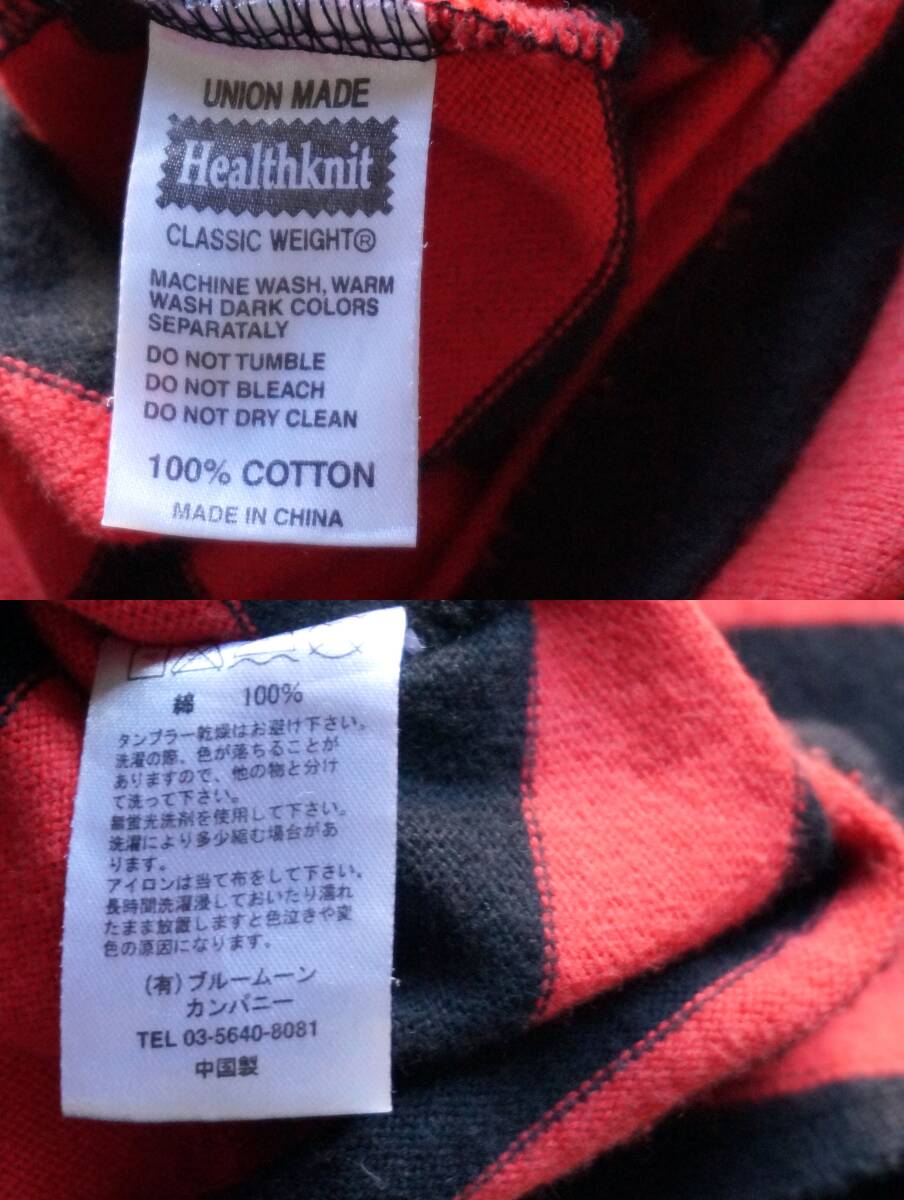 UNION MADE
Healthknit
CLASSIC WEIGHT®
MACHINE WASH, WARM
WASH DARK COLORS
SEPARATALY
DO NOT TUMBLE
DO NOT BLEACH
DO NOT DRY CLEAN
100% COTTON
MADE IN CHINA
綿 100%
タンブラー乾燥はお避け下さい。
洗濯の際、色が落ちることが
ありますので、他の物と分け
て洗って下さい。
無蛍光洗剤を使用して下さい。
洗濯により多少縮む場合があ
ります。
アイロンは当て布をして下さい。
長時間洗濯浸しておいたり濡れ
たまま放置しますと色泣きや変
色の原因になります。
(有)ブルームーン
カンパニー
TEL 03-5640-8081
中国製